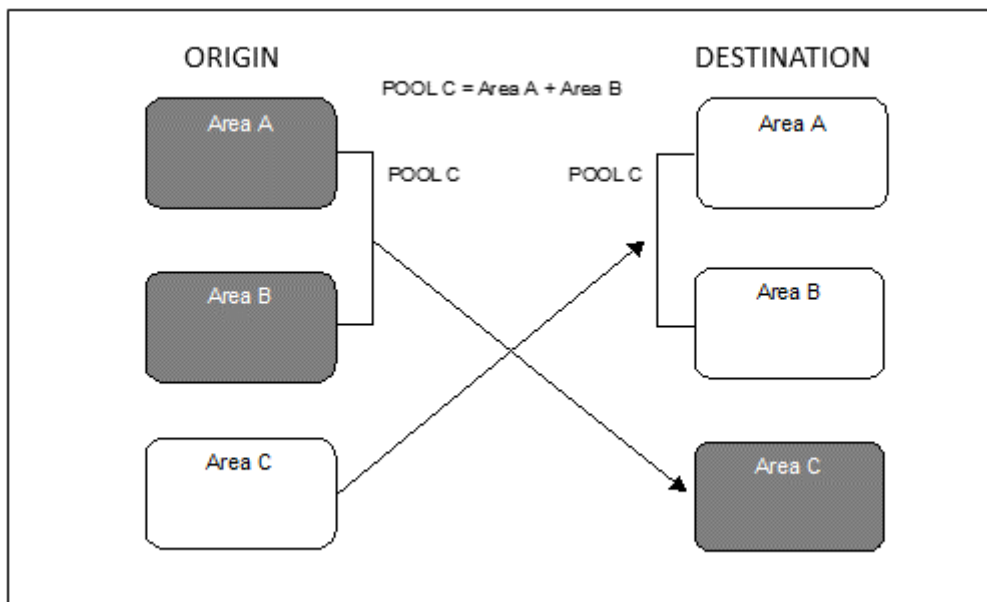 ORIGIN
DESTINATION
POOL C = Area A + Area B
Area A
Area A
POOL C
POOL C
Area B
Area B
Area C
Area C